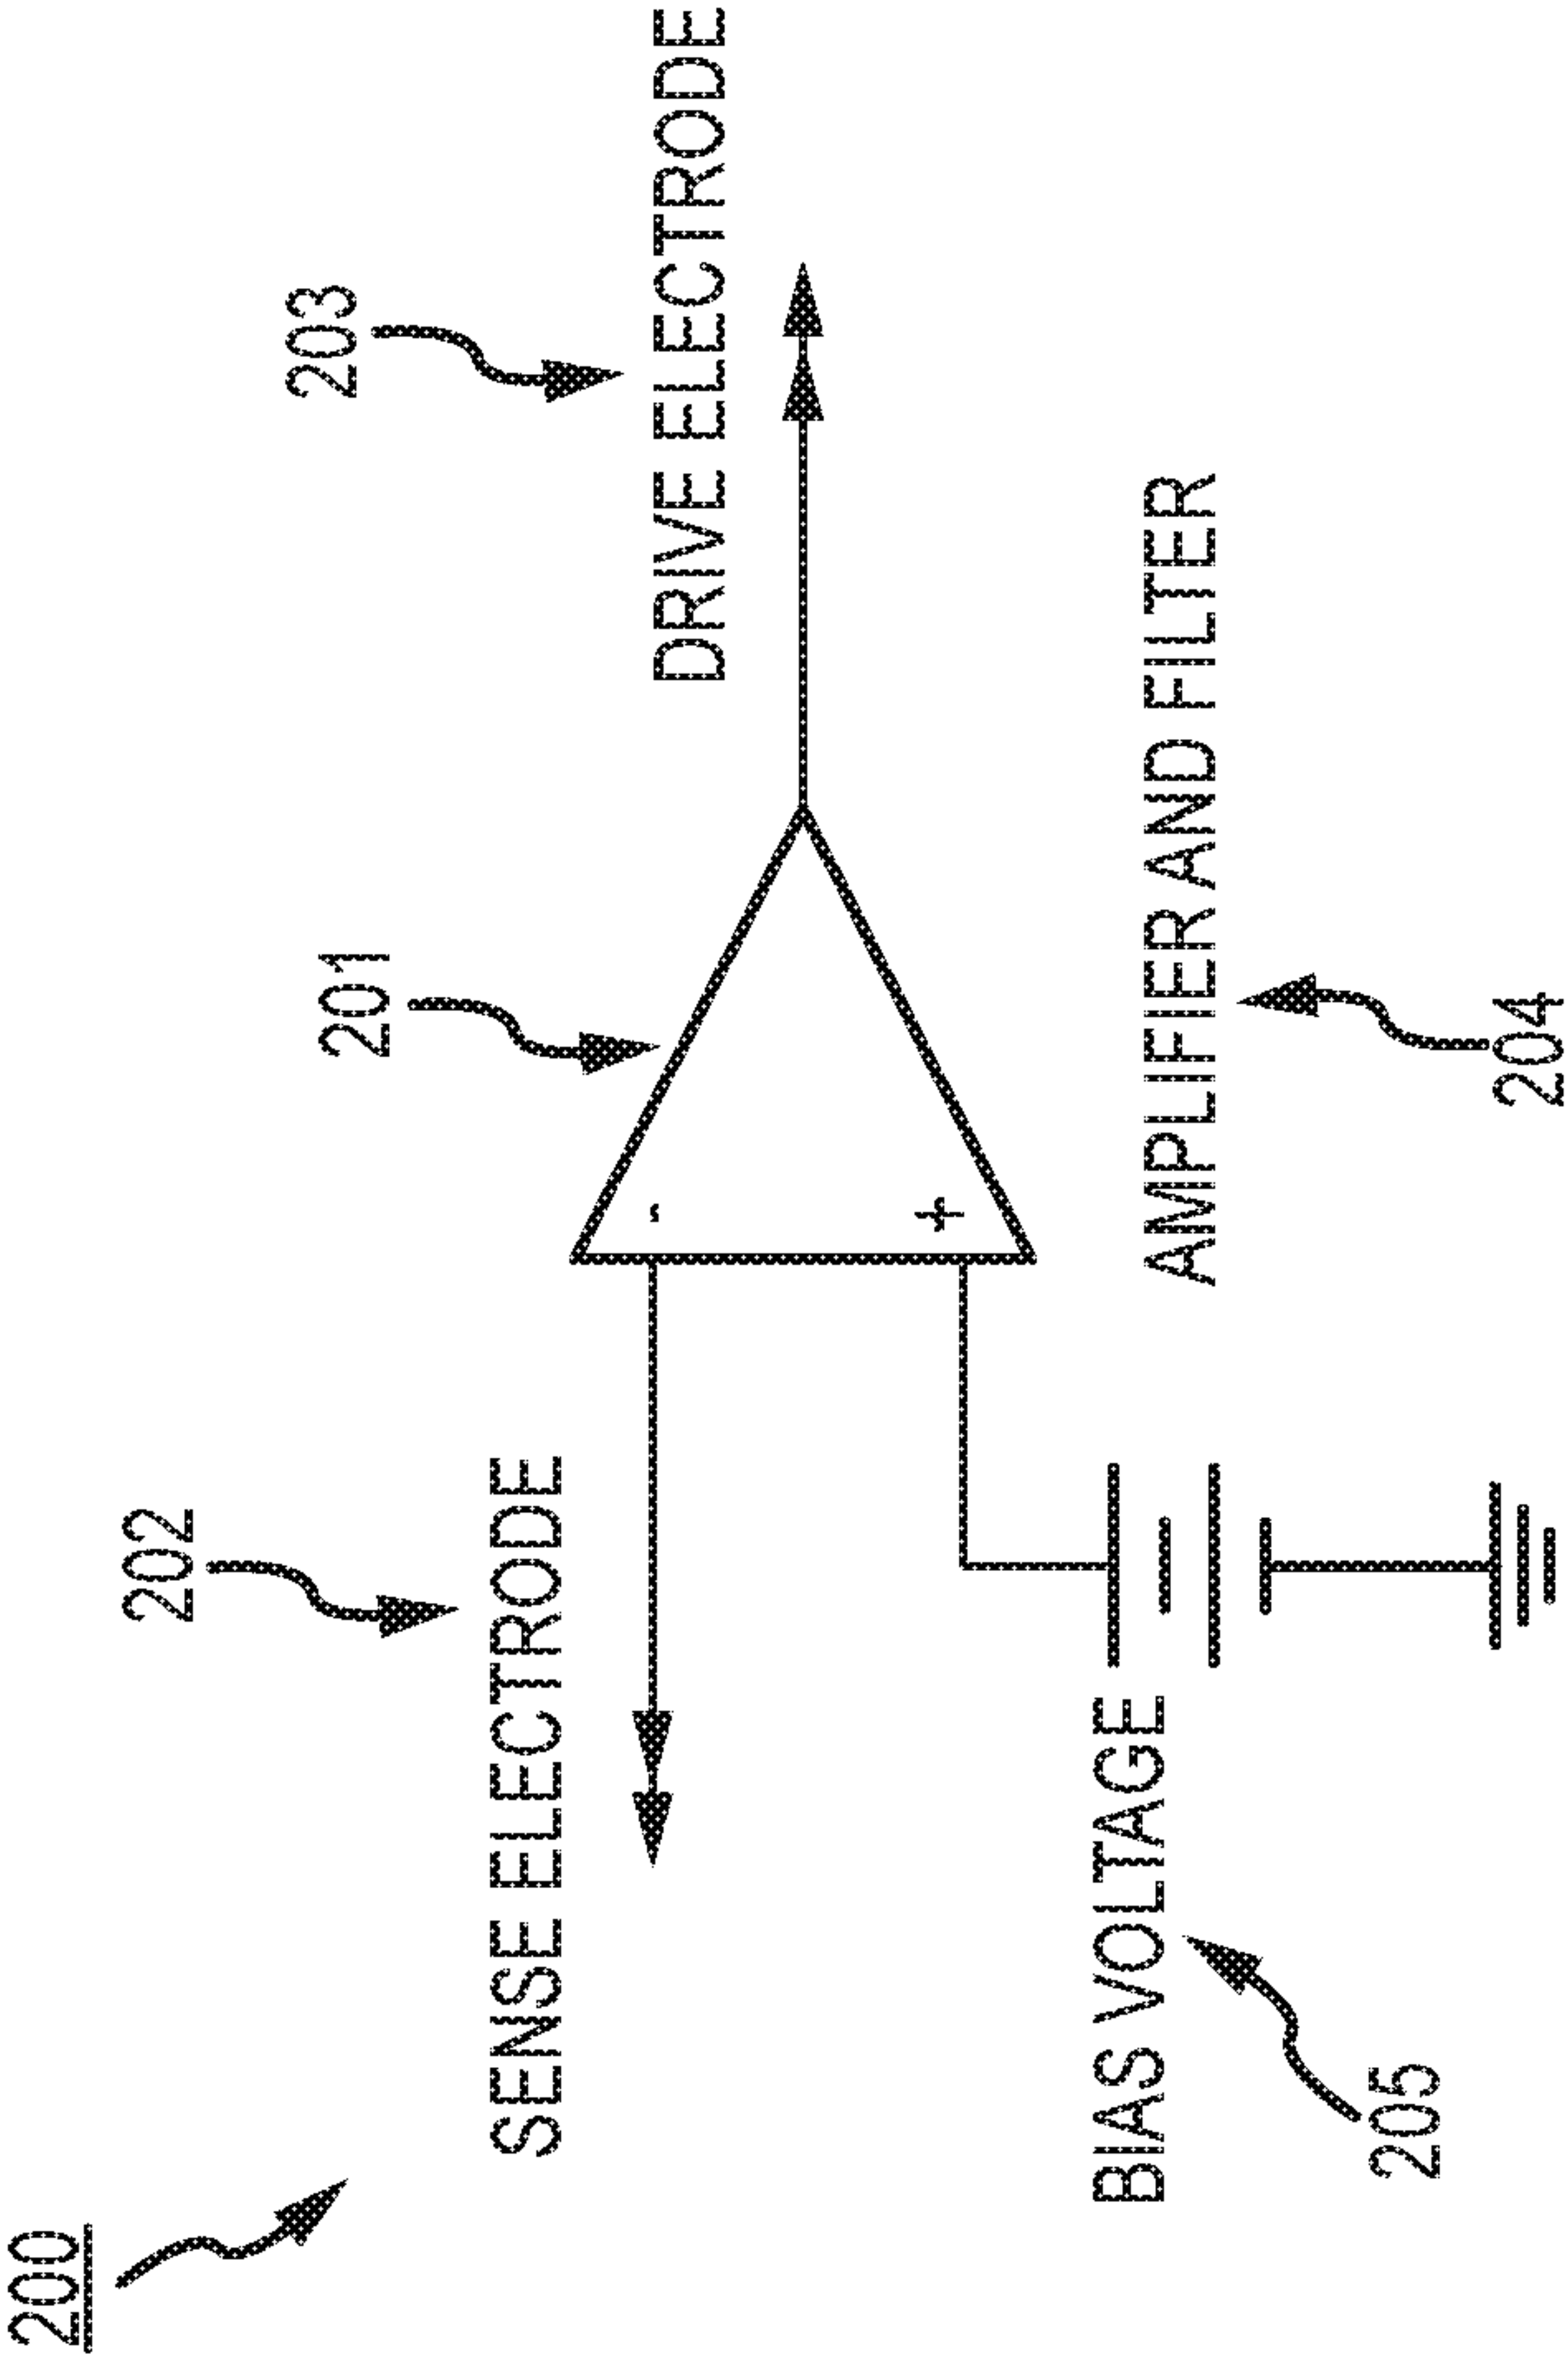 200
202
SENSE ELECTRODE
201
203
DRIVE ELECTRODE
-
+
BIAS VOLTAGE
205
AMPLIFIER AND FILTER
204